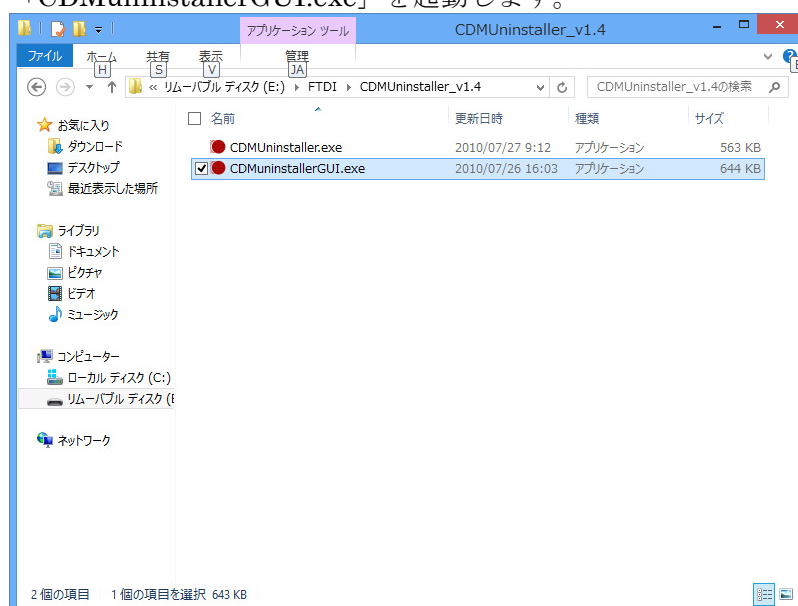 「CDMuninstallerGUI.exe」を起動します。
アプリケーション ツール
CDMUninstaller_v1.4
ファイル ホーム 共有 表示 管理
H S V JA E
« リムーバブル ディスク (E:) FTDI CDMUninstaller_v1.4 CDMUninstaller_v1.4の検索
お気に入り
ダウンロード
デスクトップ
最近表示した場所
ライブラリ
ドキュメント
ピクチャ
ビデオ
ミュージック
コンピューター
ローカル ディスク (C:)
リムーバブル ディスク (E
ネットワーク
名前 更新日時 種類 サイズ
CDMUninstaller.exe 2010/07/27 9:12 アプリケーション 563 KB
CDMuninstallerGUI.exe 2010/07/26 16:03 アプリケーション 644 KB
2 個の項目 1 個の項目を選択 643 KB